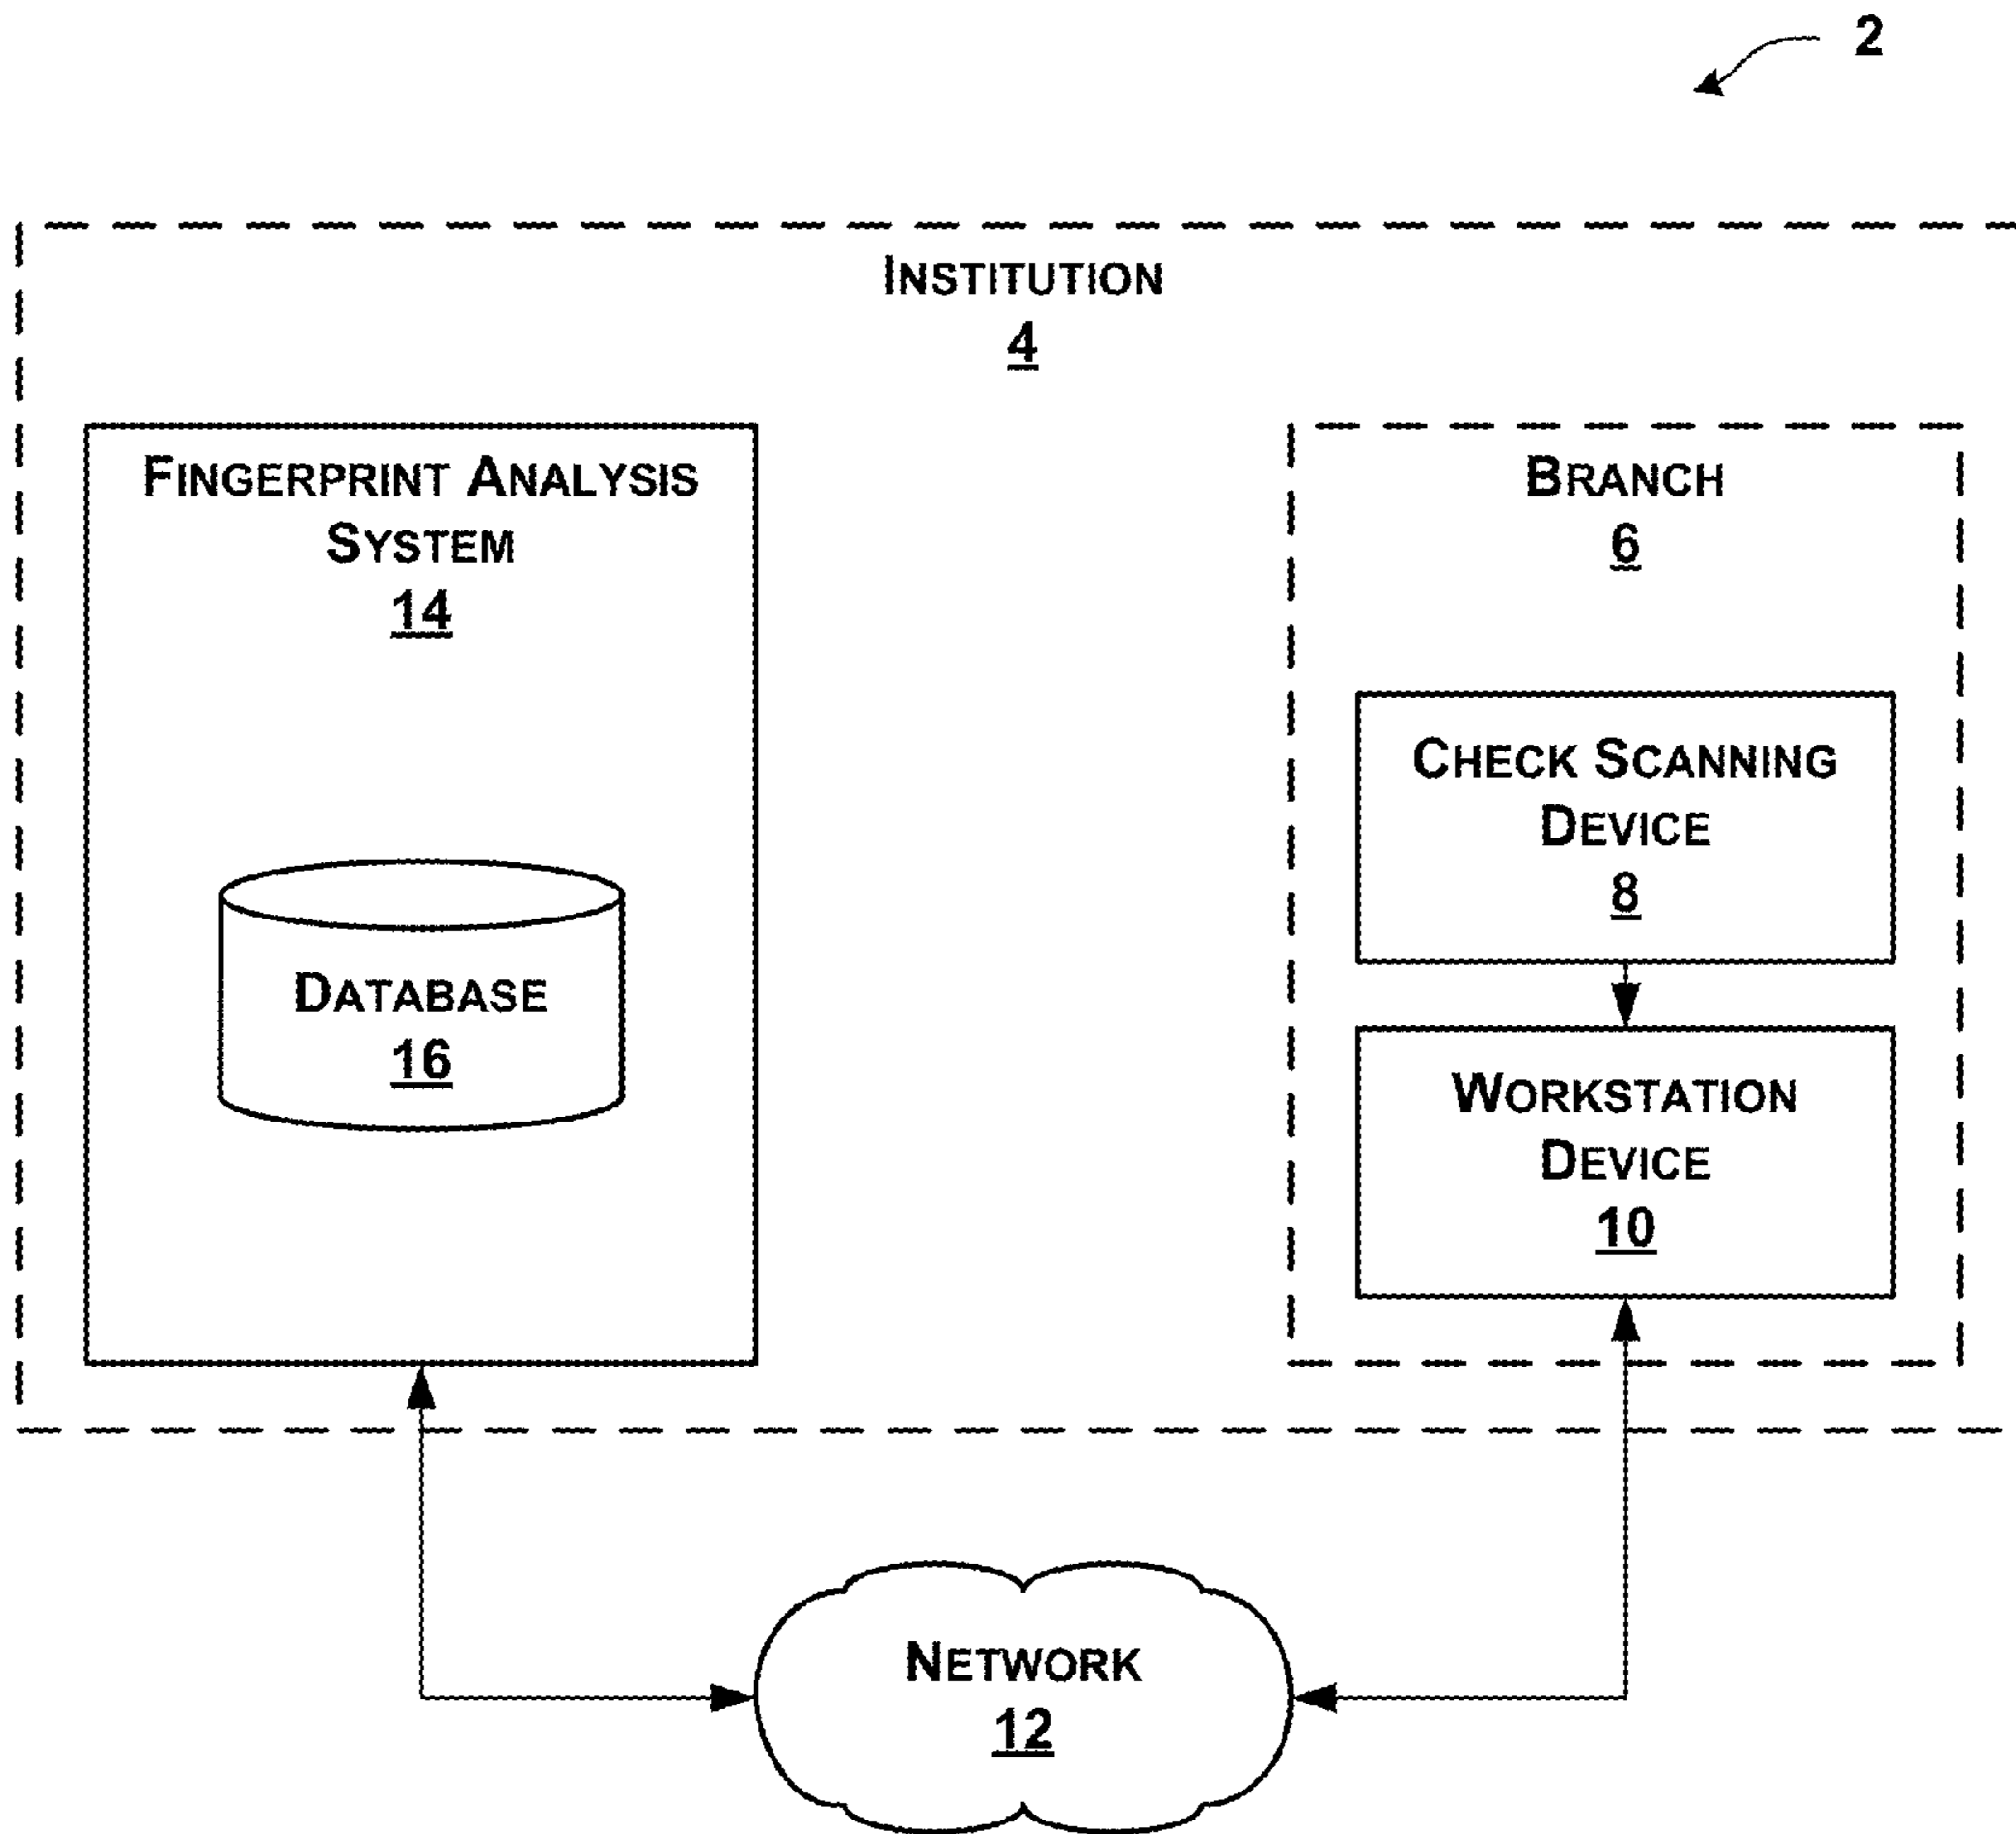 2
INSTITUTION
4
FINGERPRINT ANALYSIS
SYSTEM
14
DATABASE
16
BRANCH
6
CHECK SCANNING
DEVICE
8
WORKSTATION
DEVICE
10
NETWORK
12